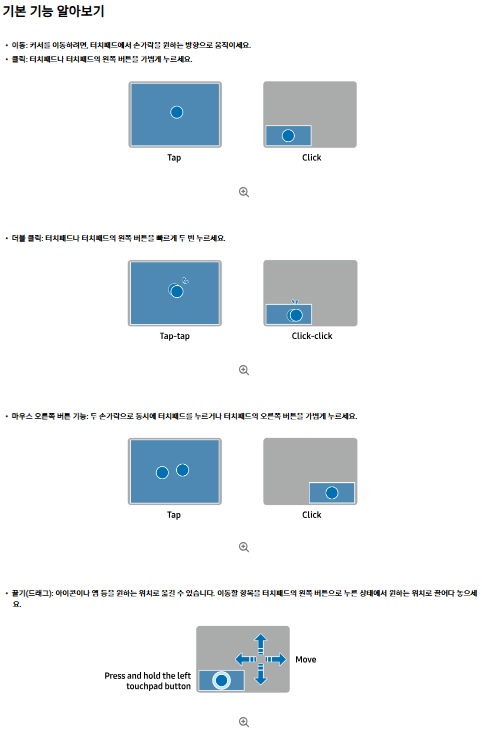 기본 기능 알아보기
• 이동: 커서를 이동하려면, 터치패드에서 손가락을 원하는 방향으로 움직이세요.
• 클릭: 터치패드나 터치패드의 왼쪽 버튼을 가볍게 누르세요.
Tap
Click
• 더블 클릭: 터치패드나 터치패드의 왼쪽 버튼을 빠르게 두 번 누르세요.
Tap-tap
Click-click
• 마우스 오른쪽 버튼 기능: 두 손가락으로 동시에 터치패드를 누르거나 터치패드의 오른쪽 버튼을 가볍게 누르세요.
Tap
Click
• 끌기(드래그): 아이콘이나 앱 등을 원하는 위치로 옮길 수 있습니다. 이동할 항목을 터치패드의 왼쪽 버튼으로 누른 상태에서 원하는 위치로 끌어다 놓으세
요.
Move
Press and hold the left
touchpad button